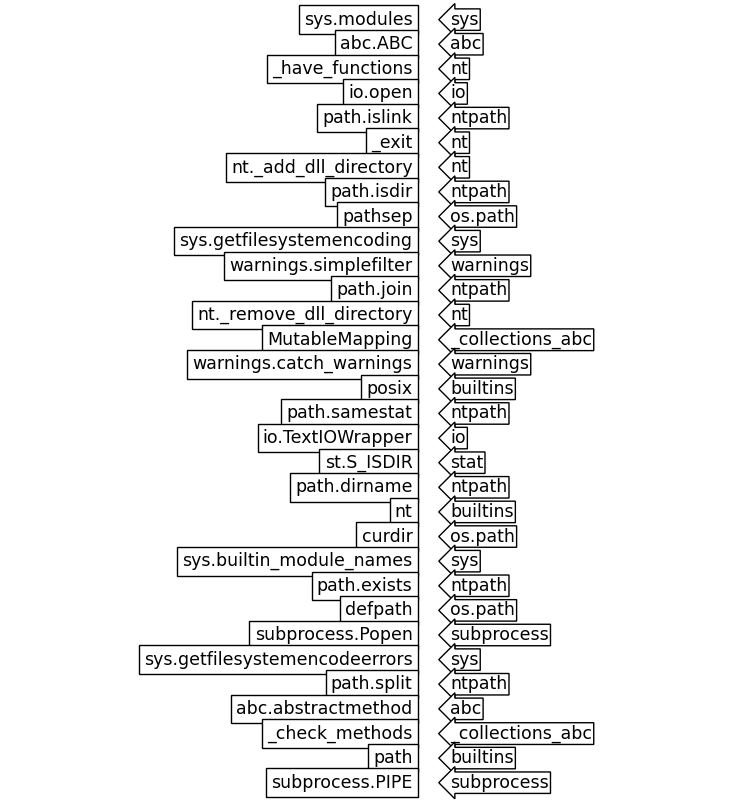 sys.modules sys
abc.ABC abc
_have_functions nt
io.open io
path.islink ntpath
_exit nt
nt._add_dll_directory nt
path.isdir ntpath
pathsep os.path
sys.getfilesystemencoding sys
warnings.simplefilter warnings
path.join ntpath
nt._remove_dll_directory nt
MutableMapping _collections_abc
warnings.catch_warnings warnings
posix builtins
path.samestat ntpath
io.TextIOWrapper io
st.S_ISDIR stat
path.dirname ntpath
nt builtins
curdir os.path
sys.builtin_module_names sys
path.exists ntpath
defpath os.path
subprocess.Popen subprocess
sys.getfilesystemencodeerrors sys
path.split ntpath
abc.abstractmethod abc
_check_methods _collections_abc
path builtins
subprocess.PIPE subprocess